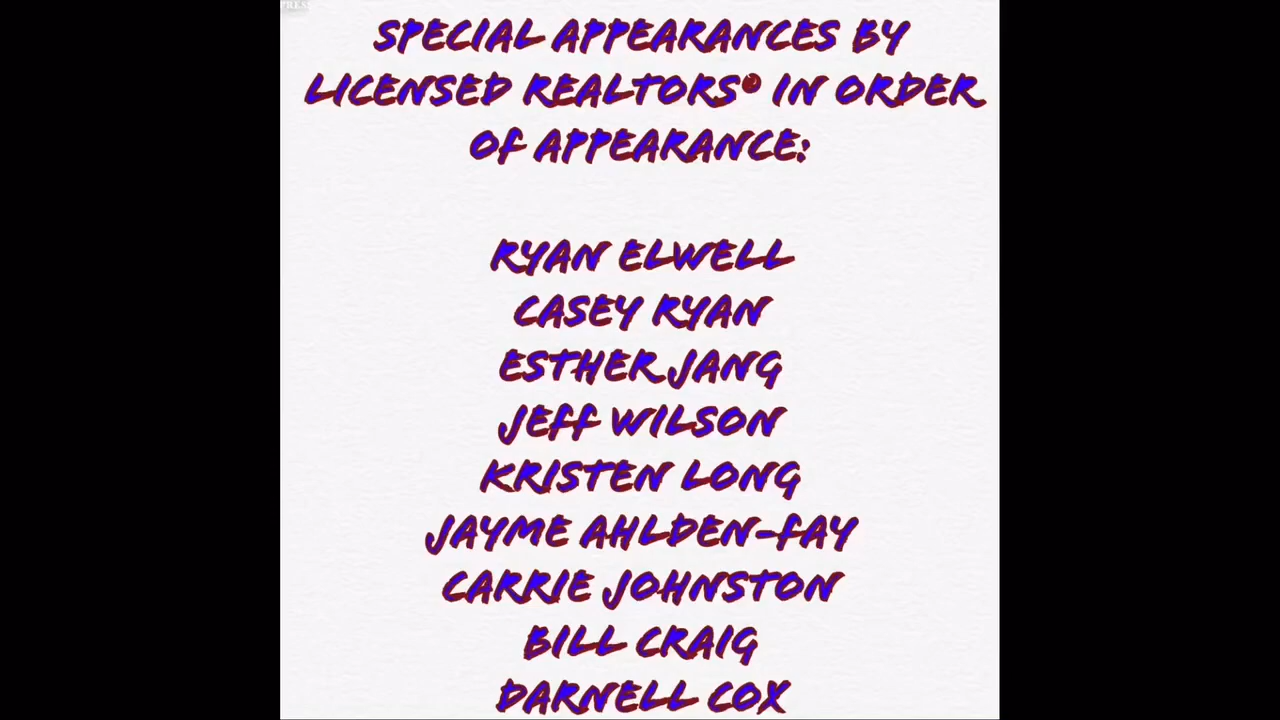 SPECIAL APPEARANCES BY
LICENSED REALTORS® IN ORDER
OF APPEARANCE:
RYAN ELWELL
CASEY RYAN
ESTHER JANG
JEFF WILSON
KRISTEN LONG
JAYME AHLDEN-FAY
CARRIE JOHNSTON
BILL CRAIG
DARNELL COX